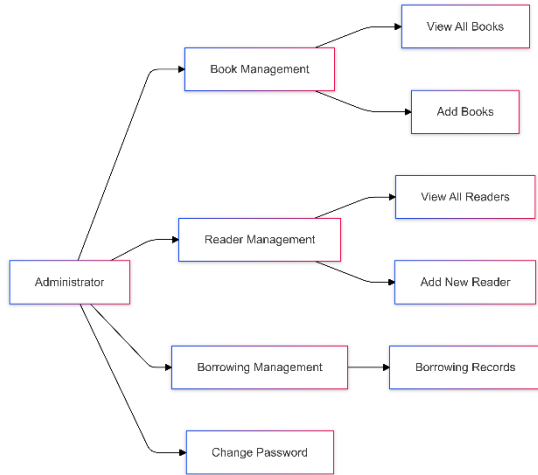 View All Books
Book Management
Add Books
View All Readers
Reader Management
Administrator
Add New Reader
Borrowing Management
Borrowing Records
Change Password